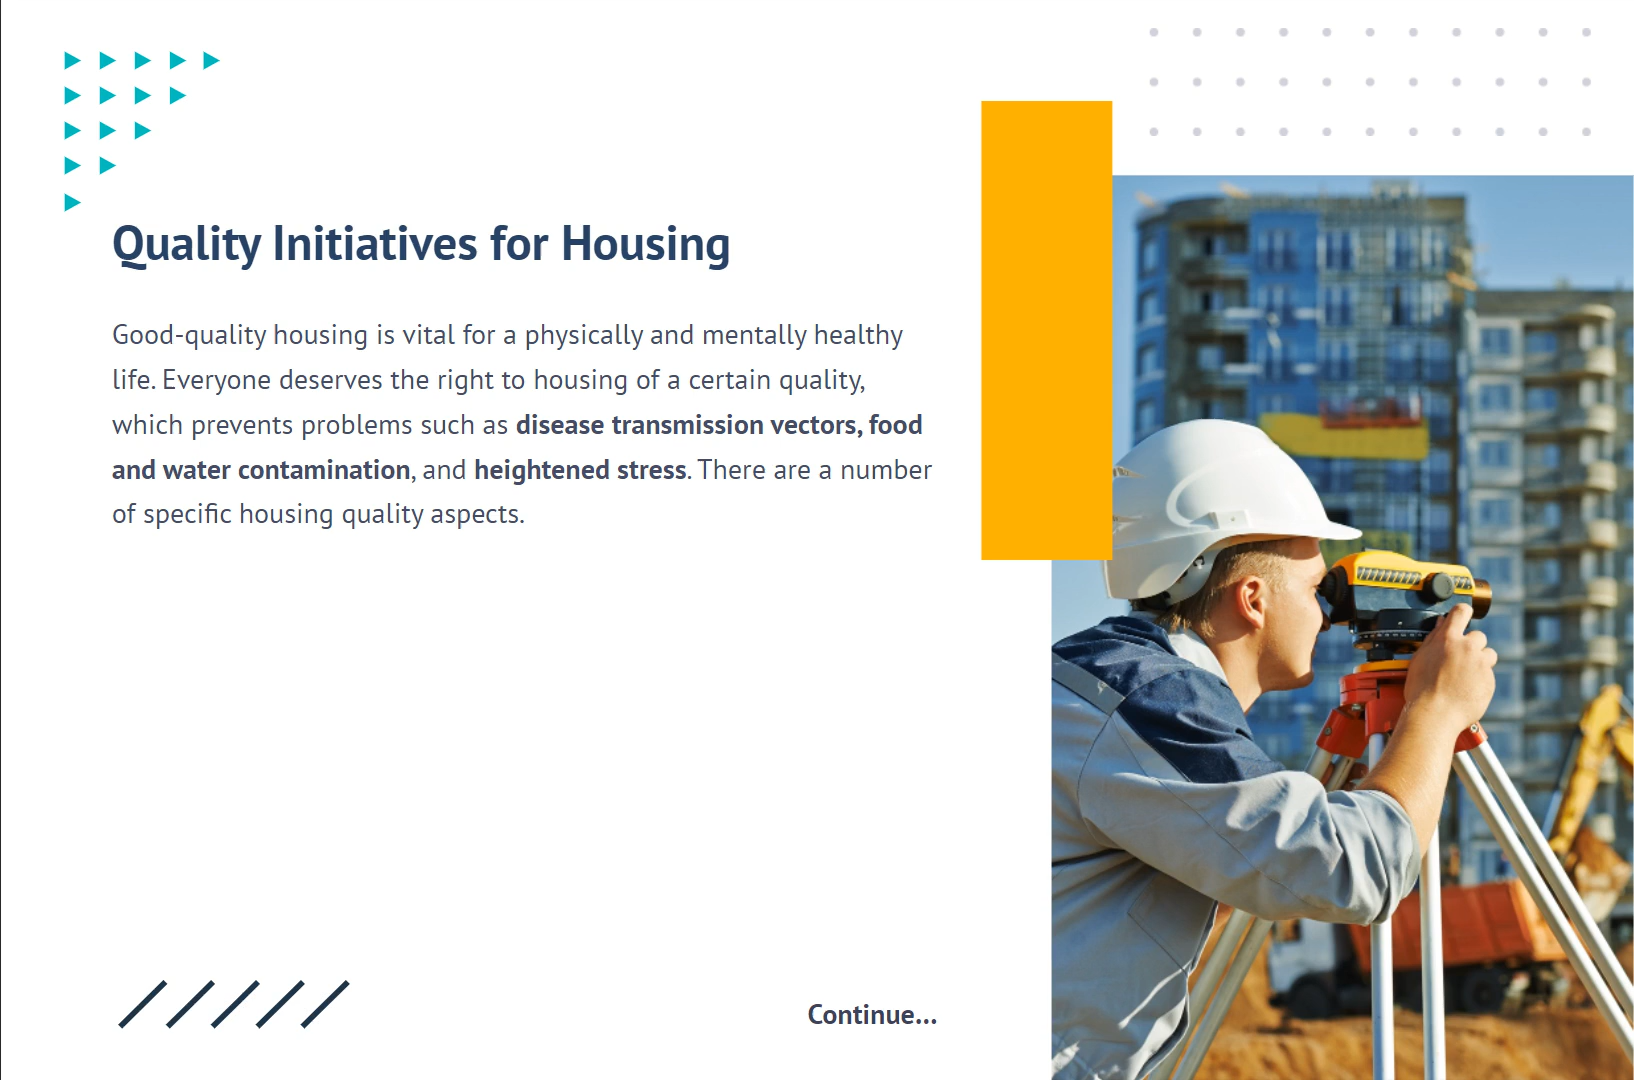 Quality Initiatives for Housing
Good-quality housing is vital for a physically and mentally healthy
life. Everyone deserves the right to housing of a certain quality,
which prevents problems such as disease transmission vectors, food
and water contamination, and heightened stress. There are a number
of specific housing quality aspects.
Continue...